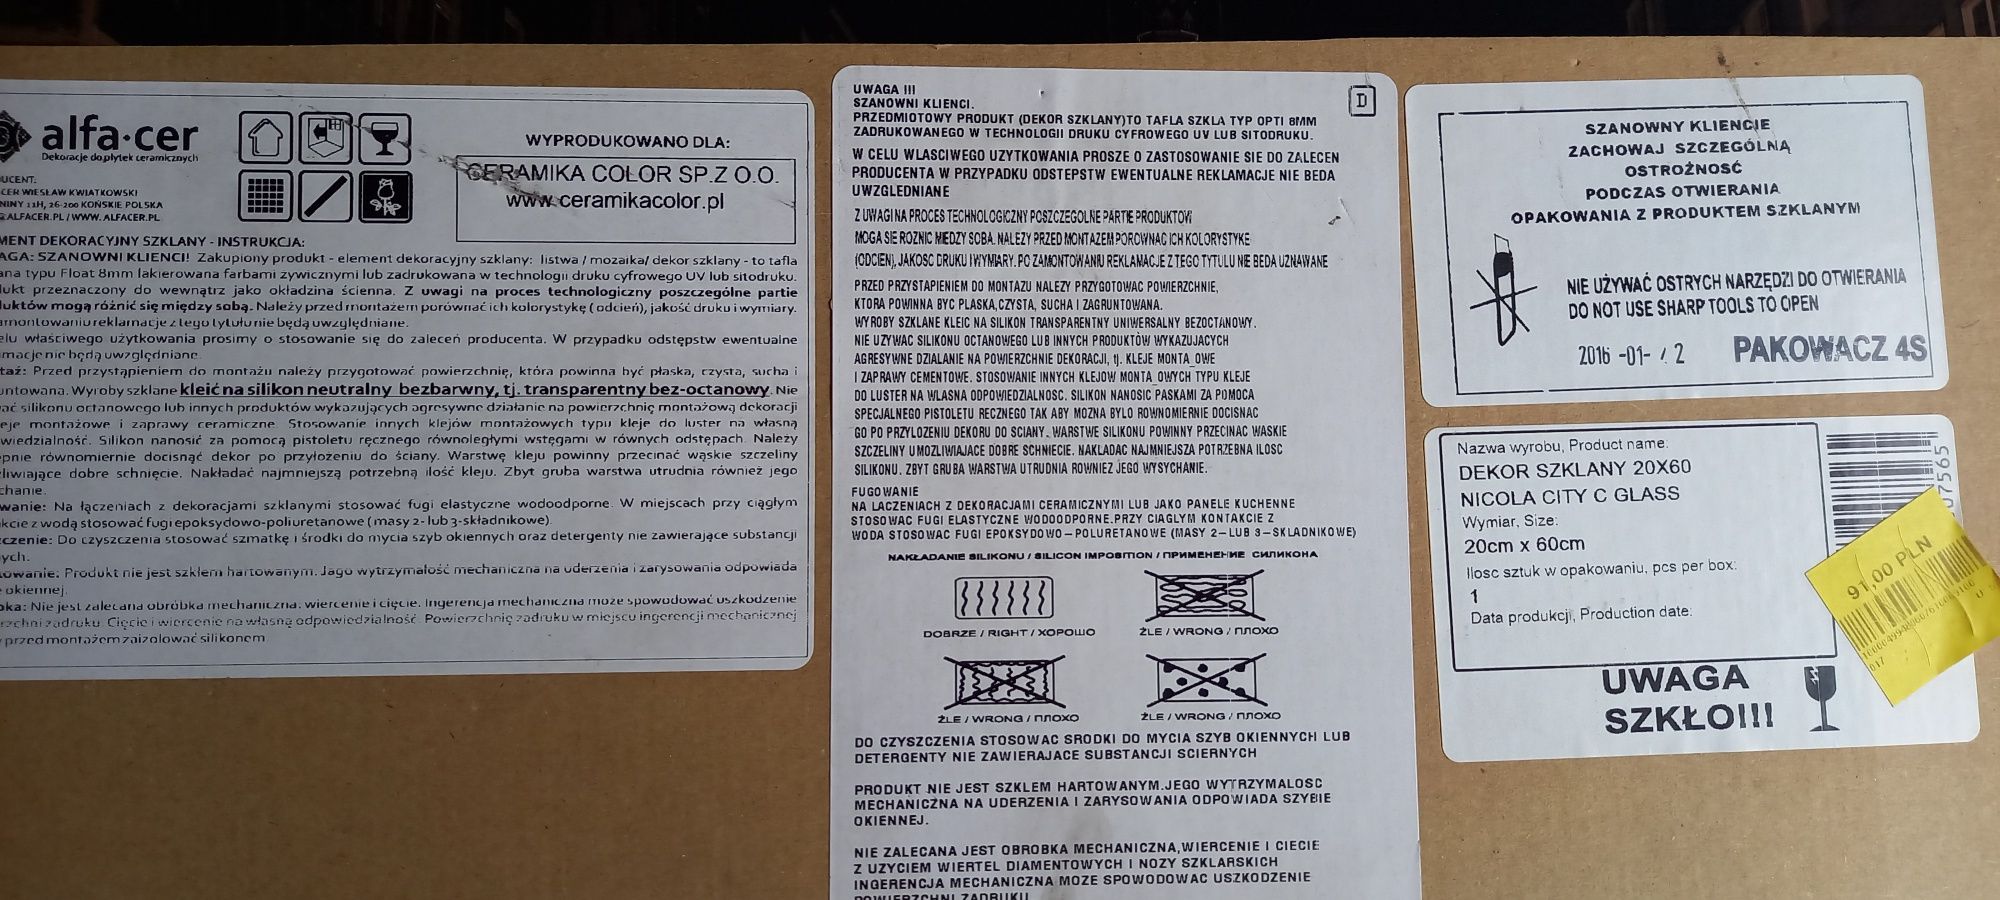 alfa·cer
Dekoracje do płytek ceramicznych
UCENT:
CER WIESŁAW KWIATKOWSKI
NINY 11H, 26-200 KOŃSKIE POLSKA
ALFACER.PL / WWW. ALFACER.PL
WYPRODUKOWANO DLA:
CERAMIKA COLOR SP.Z O.O.
www.ceramikacolor.pl
MENT DEKORACYJNY SZKLANY - INSTRUKCJA:
AGA: SZANOWNI KLIENCI! Zakupiony produkt - element dekoracyjny szklany: listwa / mozaika/ dekor szklany - to tafla
ana typu Float 8mm lakierowana farbami żywicznymi lub zadrukowana w technologii druku cyfrowego UV lub sitodruku.
dukt przeznaczony do wewnątrz jako okładzina ścienna. Z uwagi na proces technologiczny poszczególne partie
duktów mogą różnić się między sobą. Należy przed montażem porównać ich kolorystykę ( odcień), jakość druku i wymiary.
amontowaniu reklamacje z tego tytułu nie będą uwzględniane.
elu właściwego użytkowania prosimy o stosowanie się do zaleceń producenta. W przypadku odstępstw ewentualne
macje nie będą uwzględniane.
taż: Przed przystąpieniem do montażu należy przygotować powierzchnię, która powinna być płaska, czysta, sucha i
untowana. Wyroby szklane kleić na silikon neutralny bezbarwny, tj. transparentny bez-octanowy. Nie
ać silikonu octanowego lub innych produktów wykazujących agresywne działanie na powierzchnię montażową dekoracji
eje montażowe i zaprawy ceramiczne. Stosowanie innych klejów montażowych typu kleje do luster na własną
wiedzialność. Silikon nanosić za pomocą pistoletu ręcznego równoległymi wstęgami w równych odstępach. Należy
ępnie równomiernie docisnąć dekor po przyłożeniu do ściany. Warstwę kleju powinny przecinać wąskie szczeliny
liwiające dobre schnięcie. Nakładać najmniejszą potrzebną ilość kleju. Zbyt gruba warstwa utrudnia również jego
chanie.
wanie: Na łączeniach z dekoracjami szklanymi stosować fugi elastyczne wodoodporne. W miejscach przy ciągłym
akcie z wodą stosować fugi epoksydowo-poliuretanowe ( masy 2- lub 3-składnikowe).
czenie: Do czyszczenia stosować szmatkę i środki do mycia szyb okiennych oraz detergenty nie zawierające substancji
ych.
owanie: Produkt nie jest szkłem hartowanym. Jago wytrzymałość mechaniczna na uderzenia i zarysowania odpowiada
e okiennej.
bka: Nie jest zalecana obróbka mechaniczna: wiercenie i cięcie. Ingerencja mechaniczna może spowodować uszkodzenie
rzchni zadruku. Cięcie i wiercenie na własną odpowiedzialność. Powierzchnię zadruku w miejscu ingerencji mechanicznej
przed montażem zaizolować silikonem
UWAGA !!!
D
SZANOWNI KLIENCI.
PRZEDMIOTOWY PRODUKT (DEKOR SZKLANY)TO TAFLA SZKLA TYP OPTI 8MM
ZADRUKOWANEGO W TECHNOLOGII DRUKU CYFROWEGO UV LUB SITODRUKU.
W CELU WLASCIWEGO UZYTKOWANIA PROSZE O ZASTOSOWANIE SIE DO ZALECEN
PRODUCENTA W PRZYPADKU ODSTEPSTW EWENTUALNE REKLAMACJE NIE BEDA
UWZGLEDNIANE
Z UWAGI NA PROCES TECHNOLOGICZNY POSZCZEGOLNE PARTIE PRODUKTOW
MOGA SIE ROZNIC MIEDZY SOBA. NALEZY PRZED MONTAZEM POROWNAC ICH KOLORYSTYKE
(ODCIEN), JAKOSC DRUKU I WYMIARY. PO ZAMONTOWANIU REKLAMACJE Z TEGO TYTULU NIE BEDA UZNAWANE
PRZED PRZYSTAPIENIEM DO MONTAZU NALEZY PRZYGOTOWAC POWIERZCHNIE,
KTORA POWINNA BYC PLASKA,CZYSTA, SUCHA I ZAGRUNTOWANA.
WYROBY SZKLANE KLEIC NA SILIKON TRANSPARENTNY UNIWERSALNY BEZOCTANOWY.
NIE UZYWAC SILIKONU OCTANOWEGO LUB INNYCH PRODUKTOW WYKAZUJACYCH
AGRESYWNE DZIALANIE NA POWIERZCHNIE DEKORACJI, tj. KLEJE MONTA_OWE
I ZAPRAWY CEMENTOWE. STOSOWANIE INNYCH KLEJOW MONTA_OWYCH TYPU KLEJE
DO LUSTER NA WLASNA ODPOWIEDZIALNOSC. SILIKON NANOSIC PASKAMI ZA POMOCA
SPECJALNEGO PISTOLETU RECZNEGO TAK ABY MOZNA BYLO ROWNOMIERNIE DOCISNAC
GO PO PRZYLOZENIU DEKORU DO SCIANY. WARSTWE SILIKONU POWINNY PRZECINAC WASKIE
SZCZELINY UMOZLIWIAJACE DOBRE SCHNIECIE. NAKLADAC NAJMNIEJSZA POTRZEBNA ILOSC
SILIKONU. ZBYT GRUBA WARSTWA UTRUDNIA ROWNIEZ JEGO WYSYCHANIE.
FUGOWANIE
NA LACZENIACH Z DEKORACJAMI CERAMICZNYMI LUB JAKO PANELE KUCHENNE
STOSOWAC FUGI ELASTYCZNE WODOODPORNE.PRZY CIAGLYM KONTAKCIE Z
WODA STOSOWAC FUGI EPOKSYDOWO-POLURETANOWE (MASY 2-LUB 3-SKLADNIKOWE)
NAKŁADANIE SILIKONU / SILICON IMPOSITION / ПРИМЕНЕНИЕ СИЛИКОНА
DOBRZE / RIGHT / ХОРОШО
ŹLE / WRONG / ПЛОХО
ŹLE / WRONG / ПЛОХО
ŹLE / WRONG / ПЛОХО
DO CZYSZCZENIA STOSOWAC SRODKI DO MYCIA SZYB OKIENNYCH LUB
DETERGENTY NIE ZAWIERAJACE SUBSTANCJI SCIERNYCH
PRODUKT NIE JEST SZKLEM HARTOWANYM.JEGO WYTRZYMALOSC
MECHANICZNA NA UDERZENIA I ZARYSOWANIA ODPOWIADA SZYBIE
OKIENNEJ.
NIE ZALECANA JEST OBROBKA MECHANICZNA,WIERCENIE I CIECIE
Z UZYCIEM WIERTEL DIAMENTOWYCH I NOZY SZKLARSKICH
INGERENCJA MECHANICZNA MOZE SPOWODOWAC USZKODZENIE
POWIERZCHNI ZADRUKU
SZANOWNY KLIENCIE
ZACHOWAJ SZCZEGÓLNĄ
OSTROŻNOŚĆ
PODCZAS OTWIERANIA
OPAKOWANIA Z PRODUKTEM SZKLANYM
NIE UŻYWAĆ OSTRYCH NARZĘDZI DO OTWIERANIA
DO NOT USE SHARP TOOLS TO OPEN
2016 -01- 2
PAKOWACZ 4S
Nazwa wyrobu, Product name:
DEKOR SZKLANY 20X60
NICOLA CITY C GLASS
Wymiar, Size:
20cm x 60cm
Ilosc sztuk w opakowaniu, pcs per box:
1
Data produkcji, Production date:
07565
UWAGA
SZKŁO!!!
91,00 PLN
017